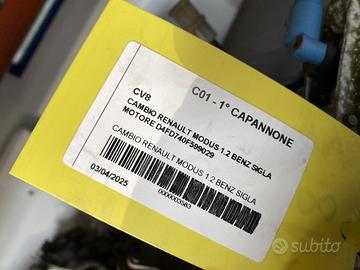 C01 - 1° CAPANNONE
CV8
CAMBIO RENAULT MODUS 1.2 BENZ SIGLA
MOTORE D4FD740F599029
CAMBIO RENAULT MODUS 1.2 BENZ SIGLA
0000003583
03/04/2025
subito